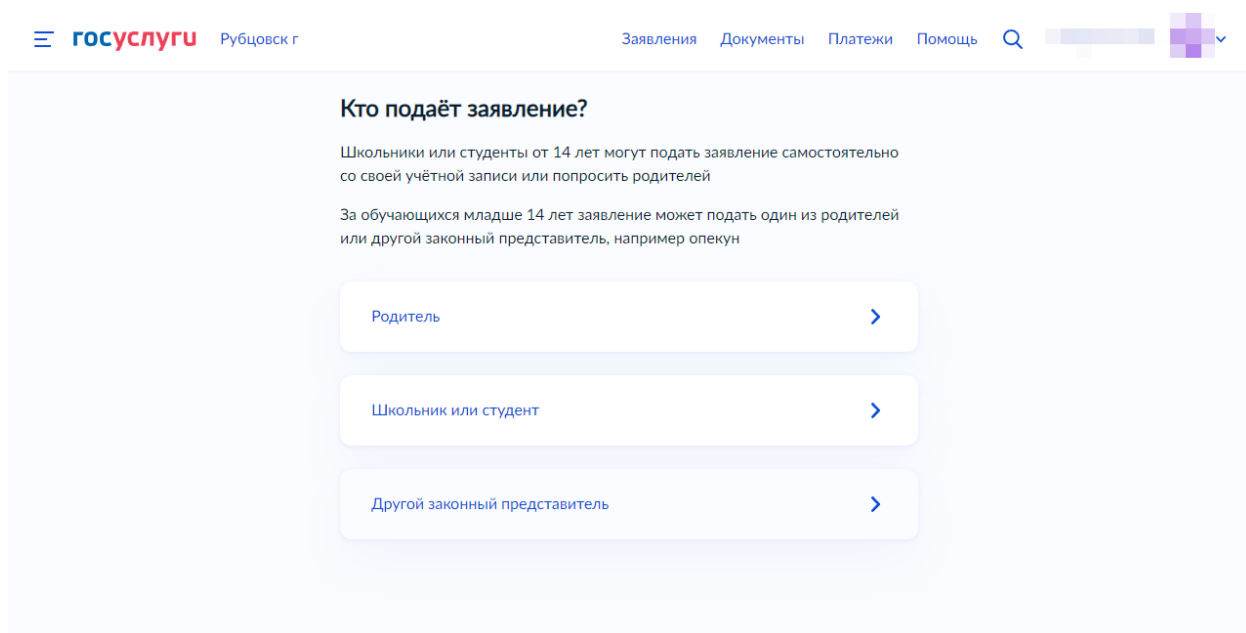 госуслуги Рубцовск г Заявления Документы Платежи Помощь
Кто подаёт заявление?
Школьники или студенты от 14 лет могут подать заявление самостоятельно
со своей учётной записи или попросить родителей
За обучающихся младше 14 лет заявление может подать один из родителей
или другой законный представитель, например опекун
Родитель
Школьник или студент
Другой законный представитель